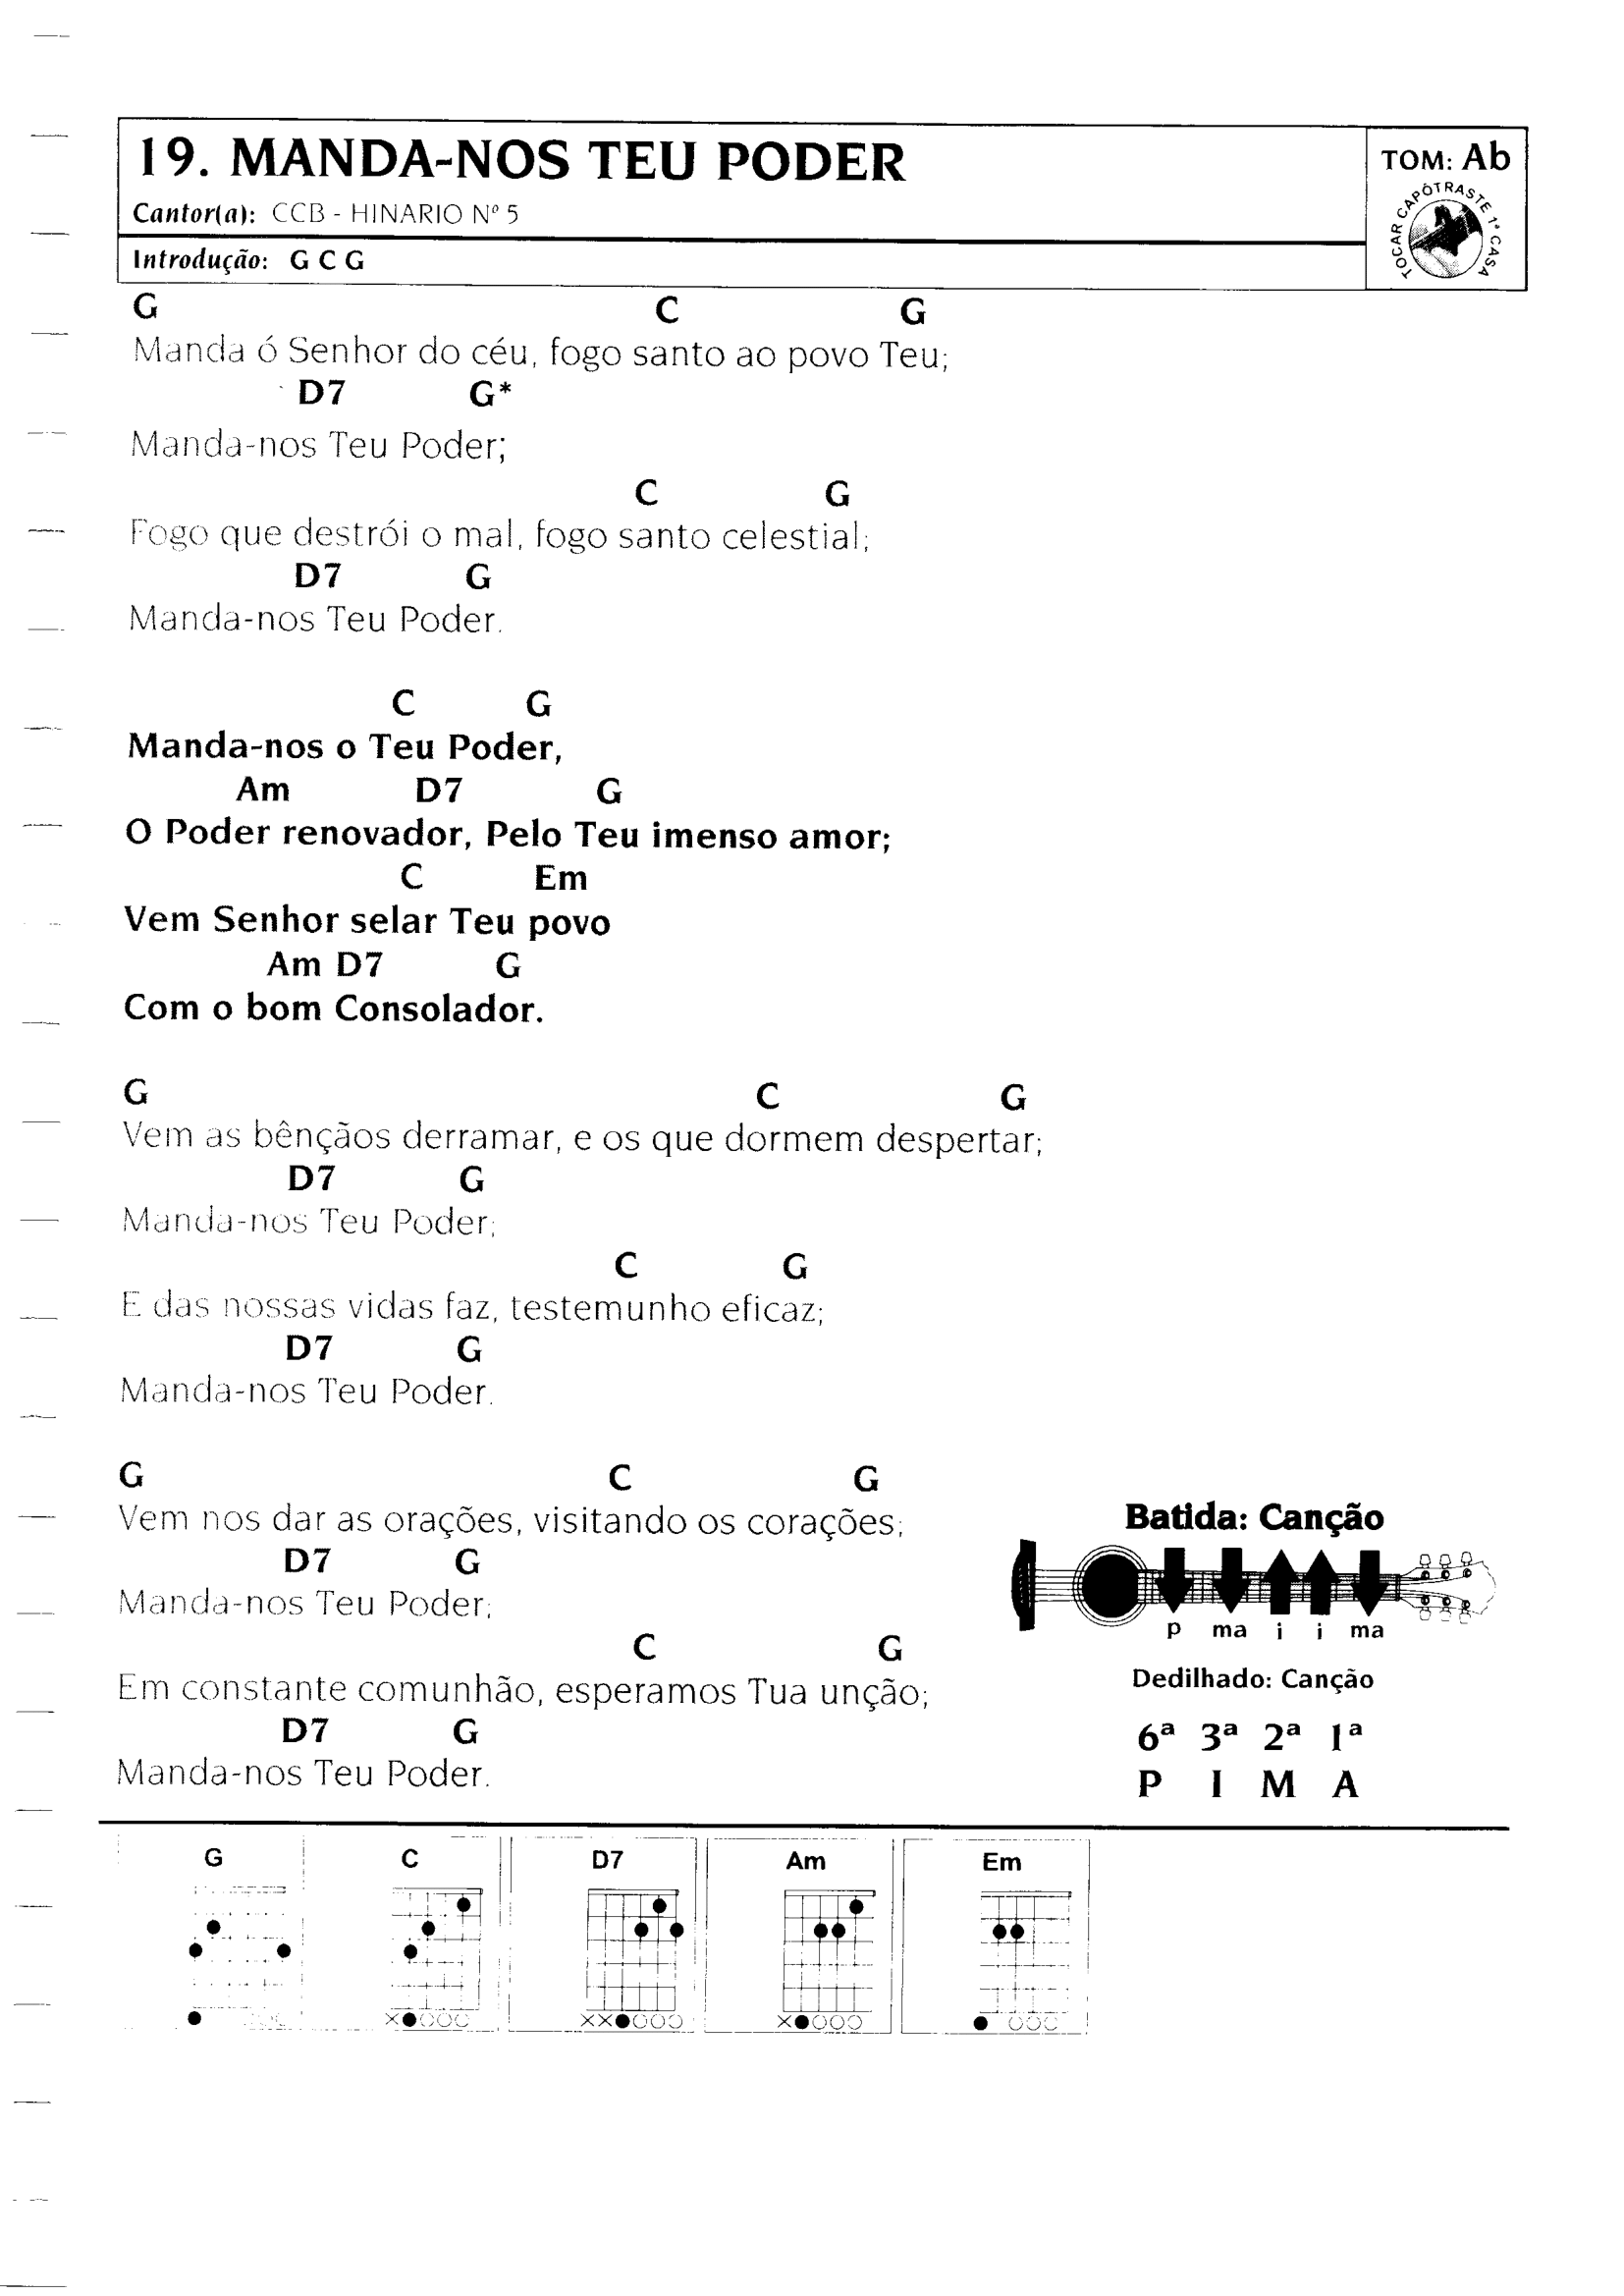 19. MANDA-NOS TEU PODER
Cantor(a): CCB - HINARIO Nº 5
Introdução: G C G
TOM: Ab
TOCAR CAPÔTRASTE 1ª CASA
G C G
Manda ó Senhor do céu, fogo santo ao povo Teu;
D7 G*
Manda-nos Teu Poder;
C G
Fogo que destrói o mal, fogo santo celestial;
D7 G
Manda-nos Teu Poder.
C G
Manda-nos o Teu Poder,
Am D7 G
O Poder renovador, Pelo Teu imenso amor;
C Em
Vem Senhor selar Teu povo
Am D7 G
Com o bom Consolador.
G C G
Vem as bênçãos derramar, e os que dormem despertar;
D7 G
Manda-nos Teu Poder;
C G
E das nossas vidas faz, testemunho eficaz;
D7 G
Manda-nos Teu Poder.
G C G
Vem nos dar as orações, visitando os corações;
D7 G
Manda-nos Teu Poder;
C G
Em constante comunhão, esperamos Tua unção;
D7 G
Manda-nos Teu Poder.
Batida: Canção
p ma i i ma
Dedilhado: Canção
6ª 3ª 2ª 1ª
P I M A
G C D7 Am Em